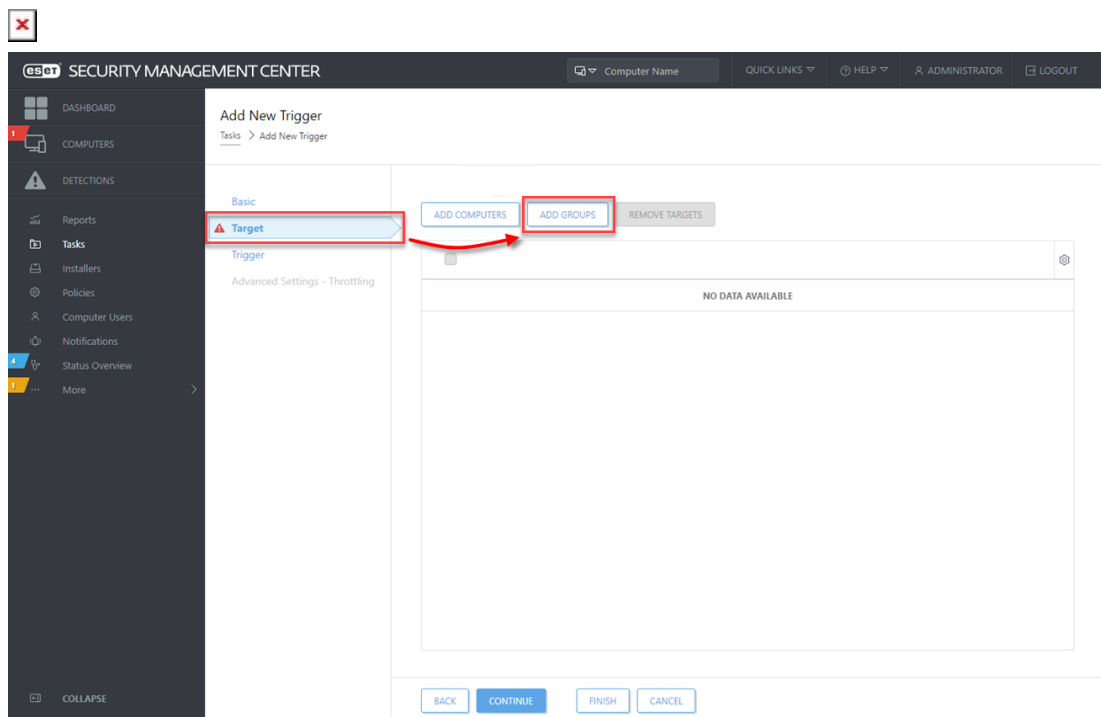 eset SECURITY MANAGEMENT CENTER
Computer Name
QUICK LINKS
HELP
ADMINISTRATOR
LOGOUT
DASHBOARD
1
COMPUTERS
DETECTIONS
Reports
Tasks
Installers
Policies
Computer Users
Notifications
4
Status Overview
1
More
COLLAPSE
Add New Trigger
Tasks > Add New Trigger
Basic
Target
Trigger
Advanced Settings - Throttling
ADD COMPUTERS
ADD GROUPS
REMOVE TARGETS
NO DATA AVAILABLE
BACK
CONTINUE
FINISH
CANCEL